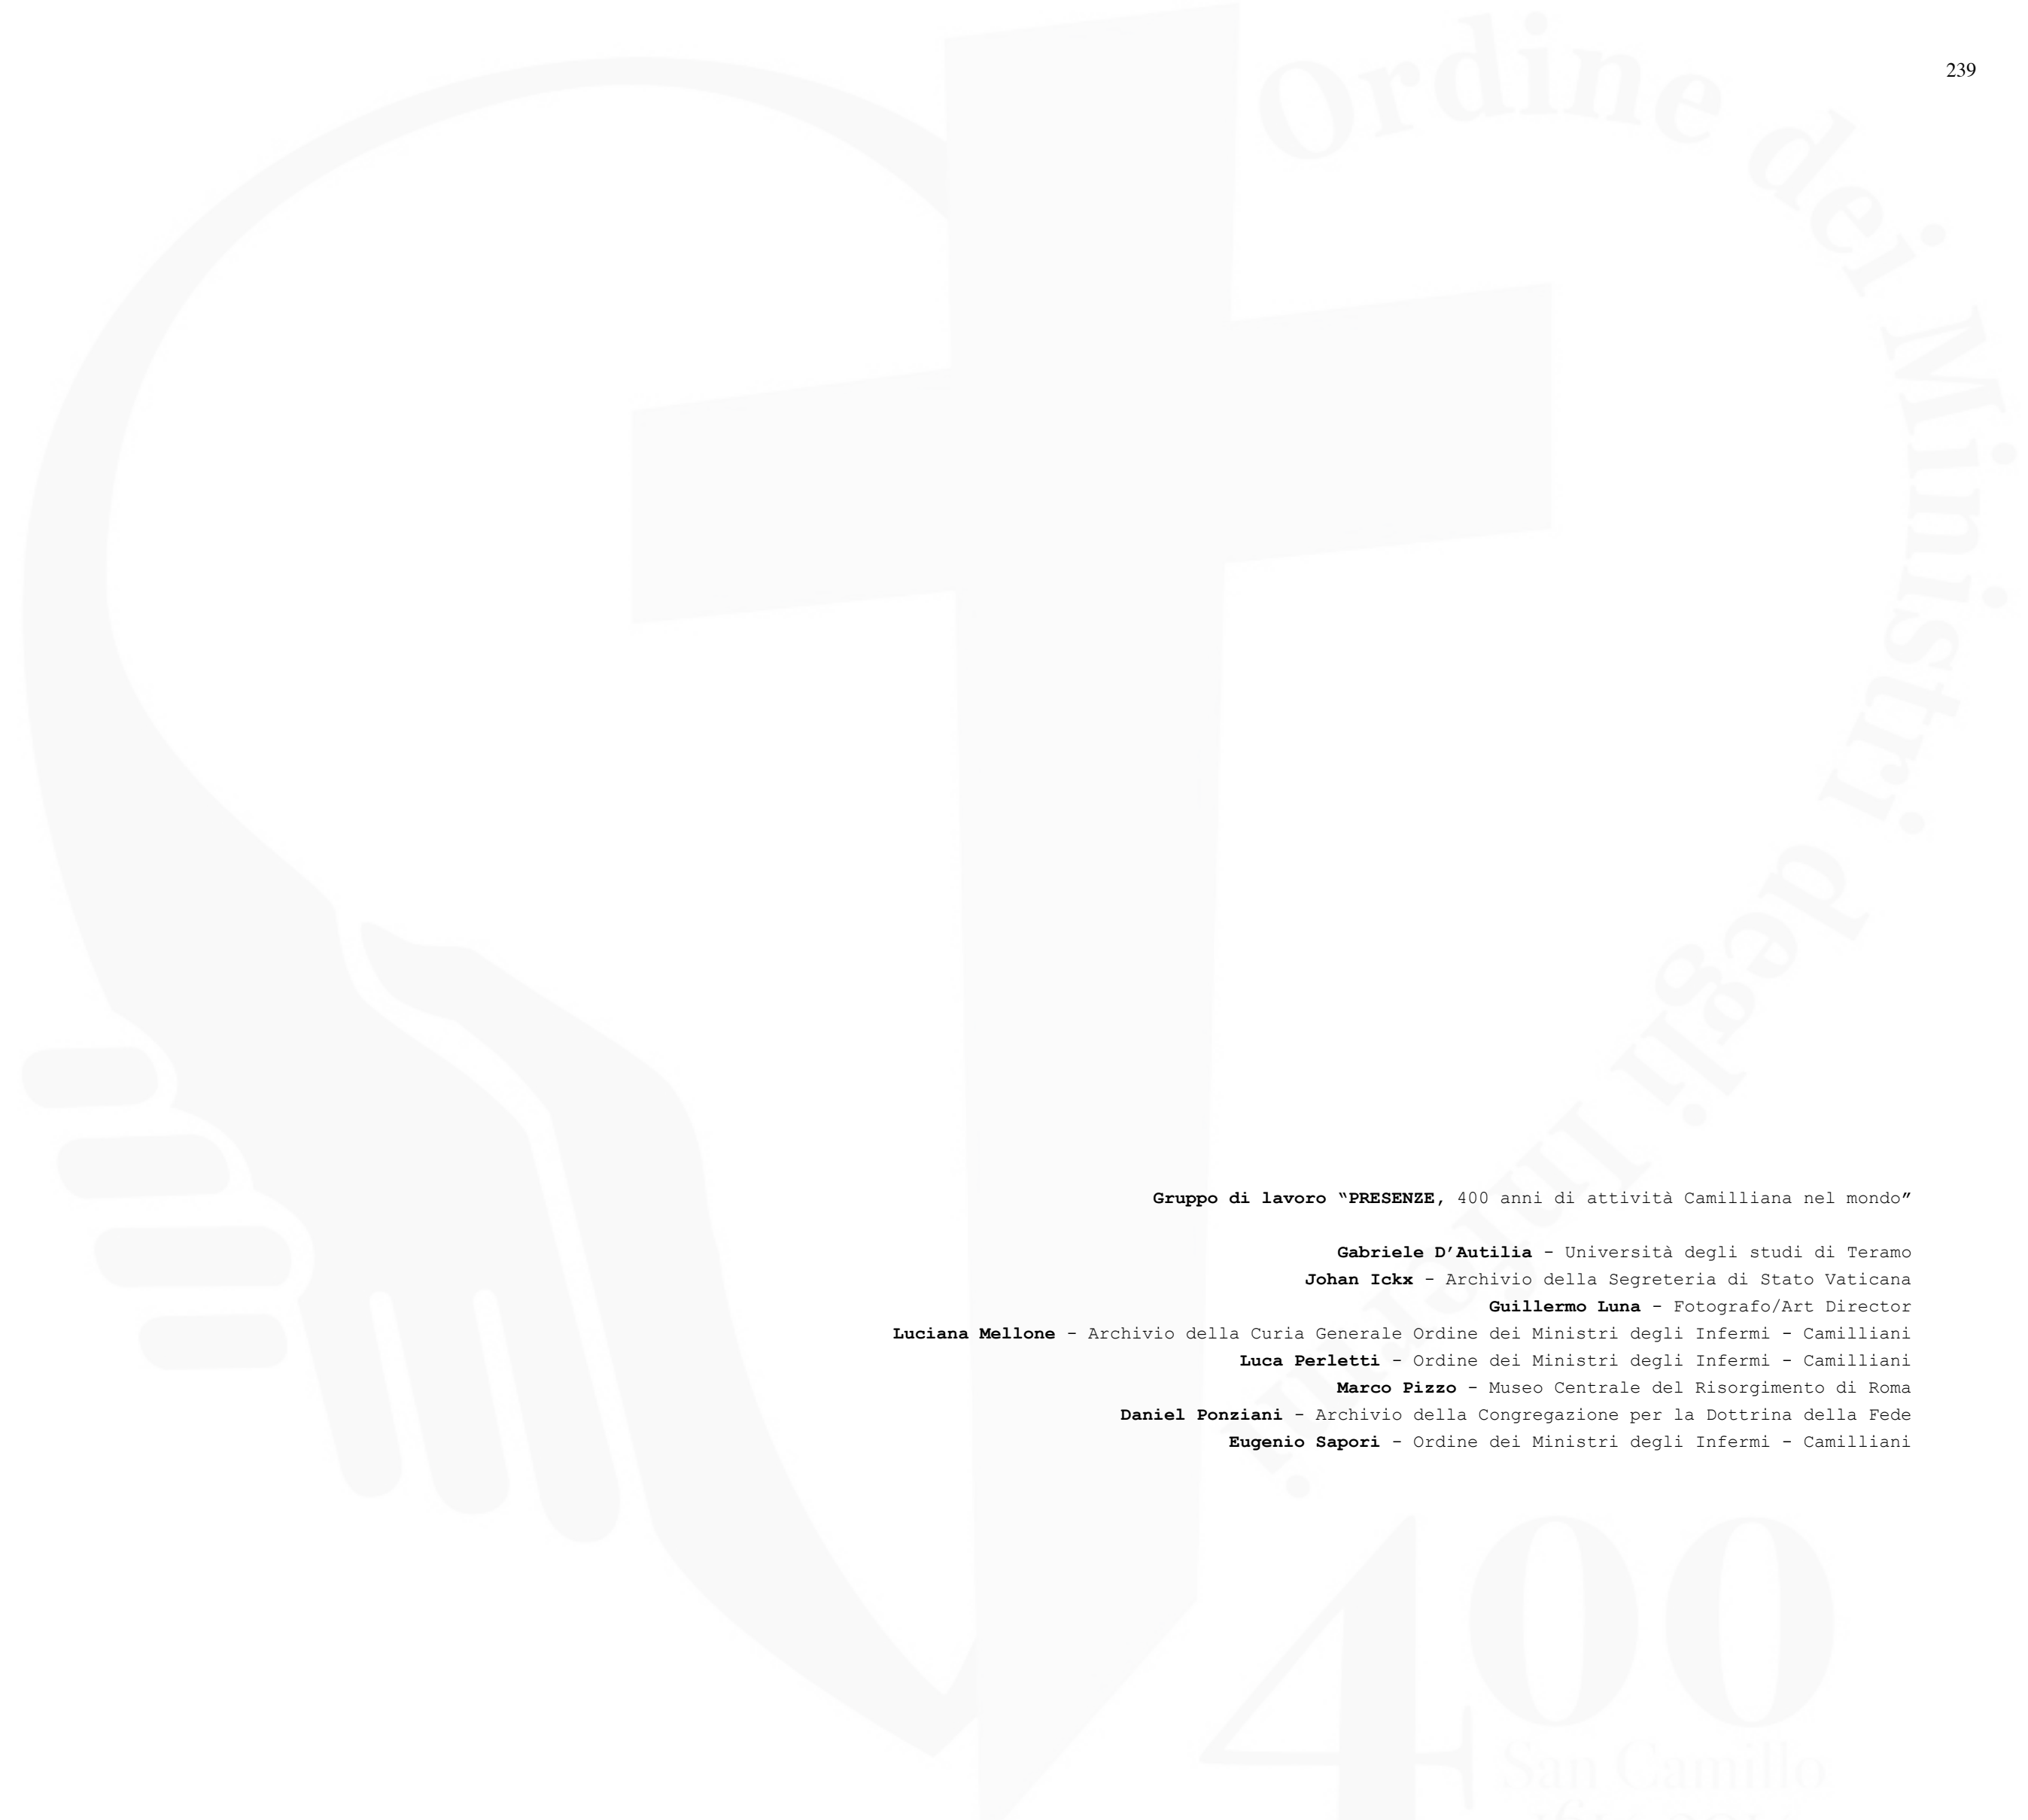 239
Ordine dei Ministri degli Infermi
Gruppo di lavoro “PRESENZE, 400 anni di attività Camilliana nel mondo”
Gabriele D’Autilia – Università degli studi di Teramo
Johan Ickx – Archivio della Segreteria di Stato Vaticana
Guillermo Luna – Fotografo/Art Director
Luciana Mellone – Archivio della Curia Generale Ordine dei Ministri degli Infermi – Camilliani
Luca Perletti – Ordine dei Ministri degli Infermi – Camilliani
Marco Pizzo – Museo Centrale del Risorgimento di Roma
Daniel Ponziani – Archivio della Congregazione per la Dottrina della Fede
Eugenio Sapori – Ordine dei Ministri degli Infermi – Camilliani
400
San Camillo